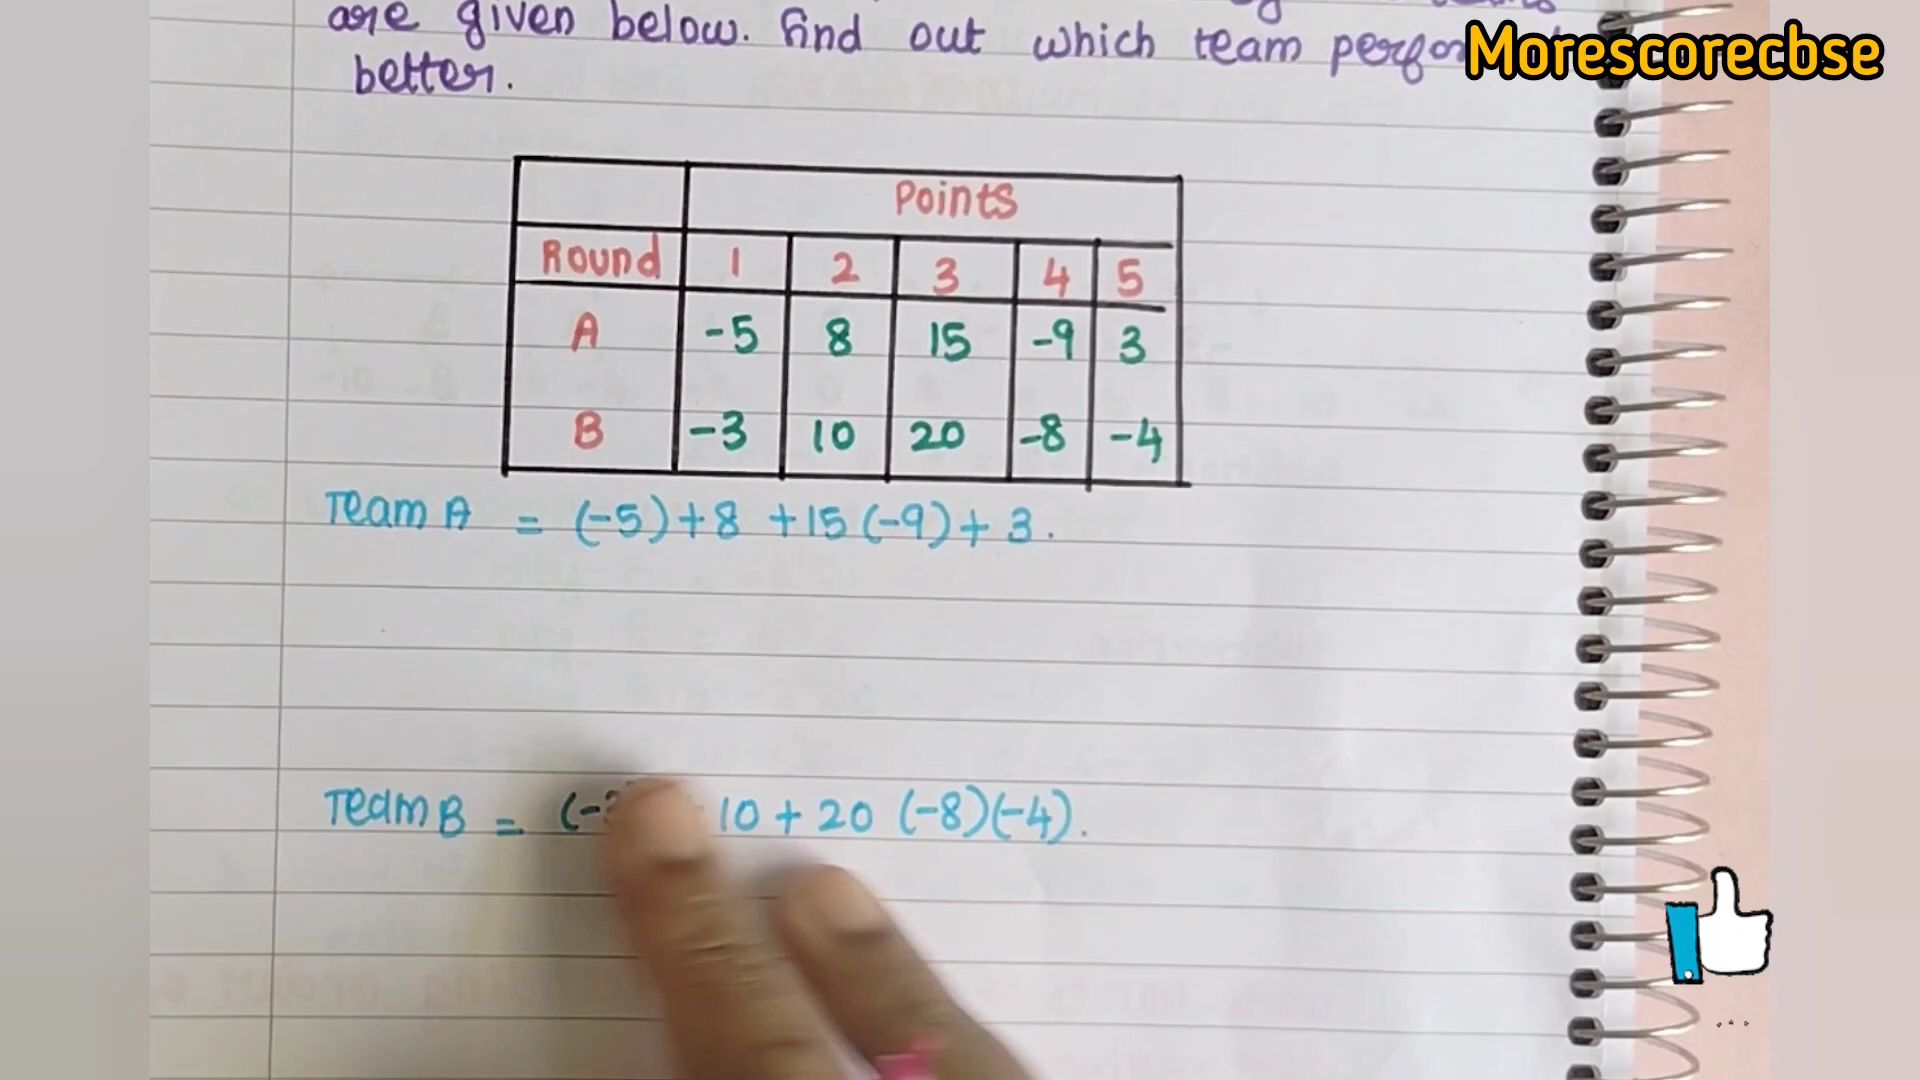 are given below. Find out which team
better.
Morescorecbse
Points
Round 1 2 3 4 5
A -5 8 15 -9 3
B -3 10 20 -8 -4
Team A = (-5) + 8 + 15 (-9) + 3.
Team B = 10 + 20 (-8)(-4).